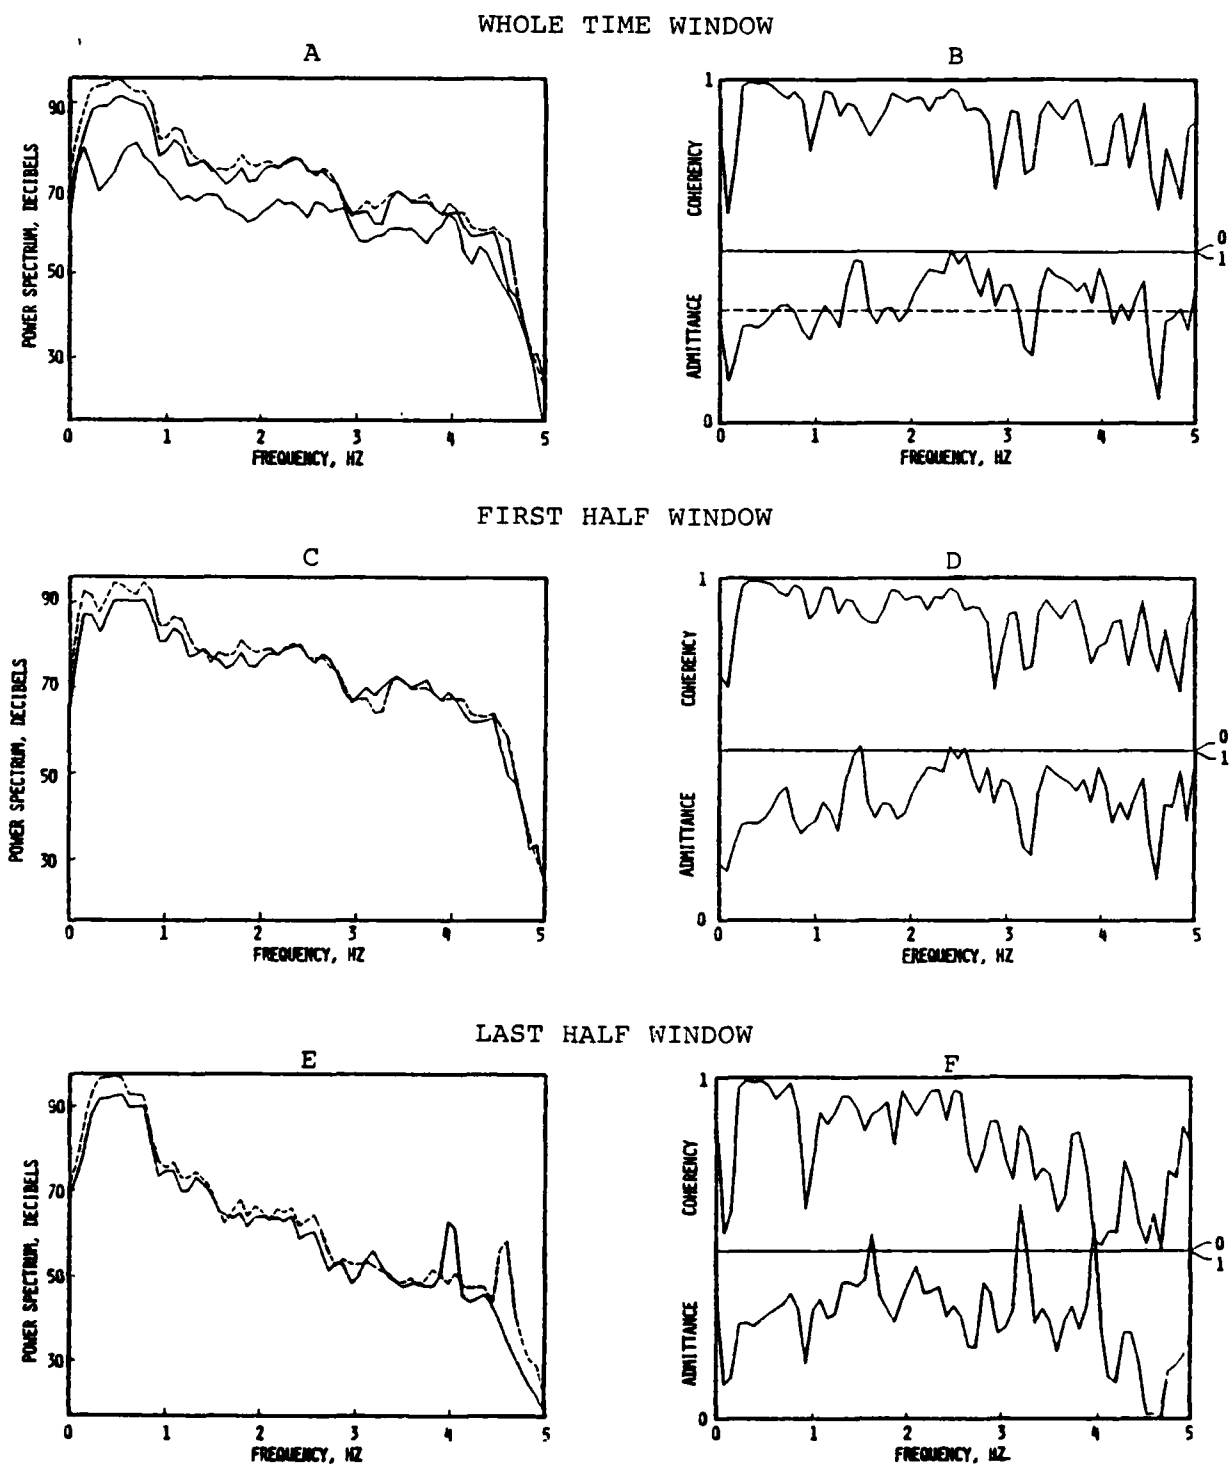 WHOLE TIME WINDOW
A
B
POWER SPECTRUM, DECIBELS
90
70
50
30
0 1 2 3 4 5
FREQUENCY, HZ
1
COHERENCY
0
1
ADMITTANCE
0
0 1 2 3 4 5
FREQUENCY, HZ
FIRST HALF WINDOW
C
D
POWER SPECTRUM, DECIBELS
90
70
50
30
0 1 2 3 4 5
FREQUENCY, HZ
1
COHERENCY
0
1
ADMITTANCE
0
0 1 2 3 4 5
EREQUENCY, HZ
LAST HALF WINDOW
E
F
POWER SPECTRUM, DECIBELS
90
70
50
30
0 1 2 3 4 5
FREQUENCY, HZ
1
COHERENCY
0
1
ADMITTANCE
0
0 1 2 3 4 5
FREQUENCY, HZ.